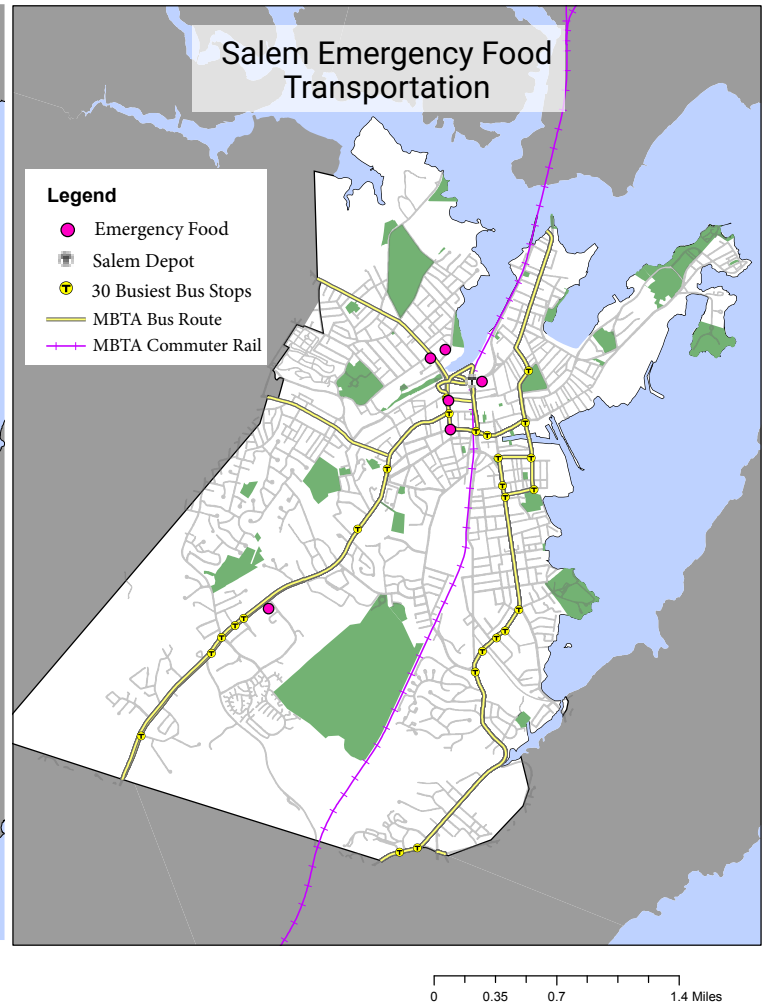 Salem Emergency Food
Transportation
Legend
Emergency Food
Salem Depot
T 30 Busiest Bus Stops
MBTA Bus Route
MBTA Commuter Rail
0 0.35 0.7 1.4 Miles